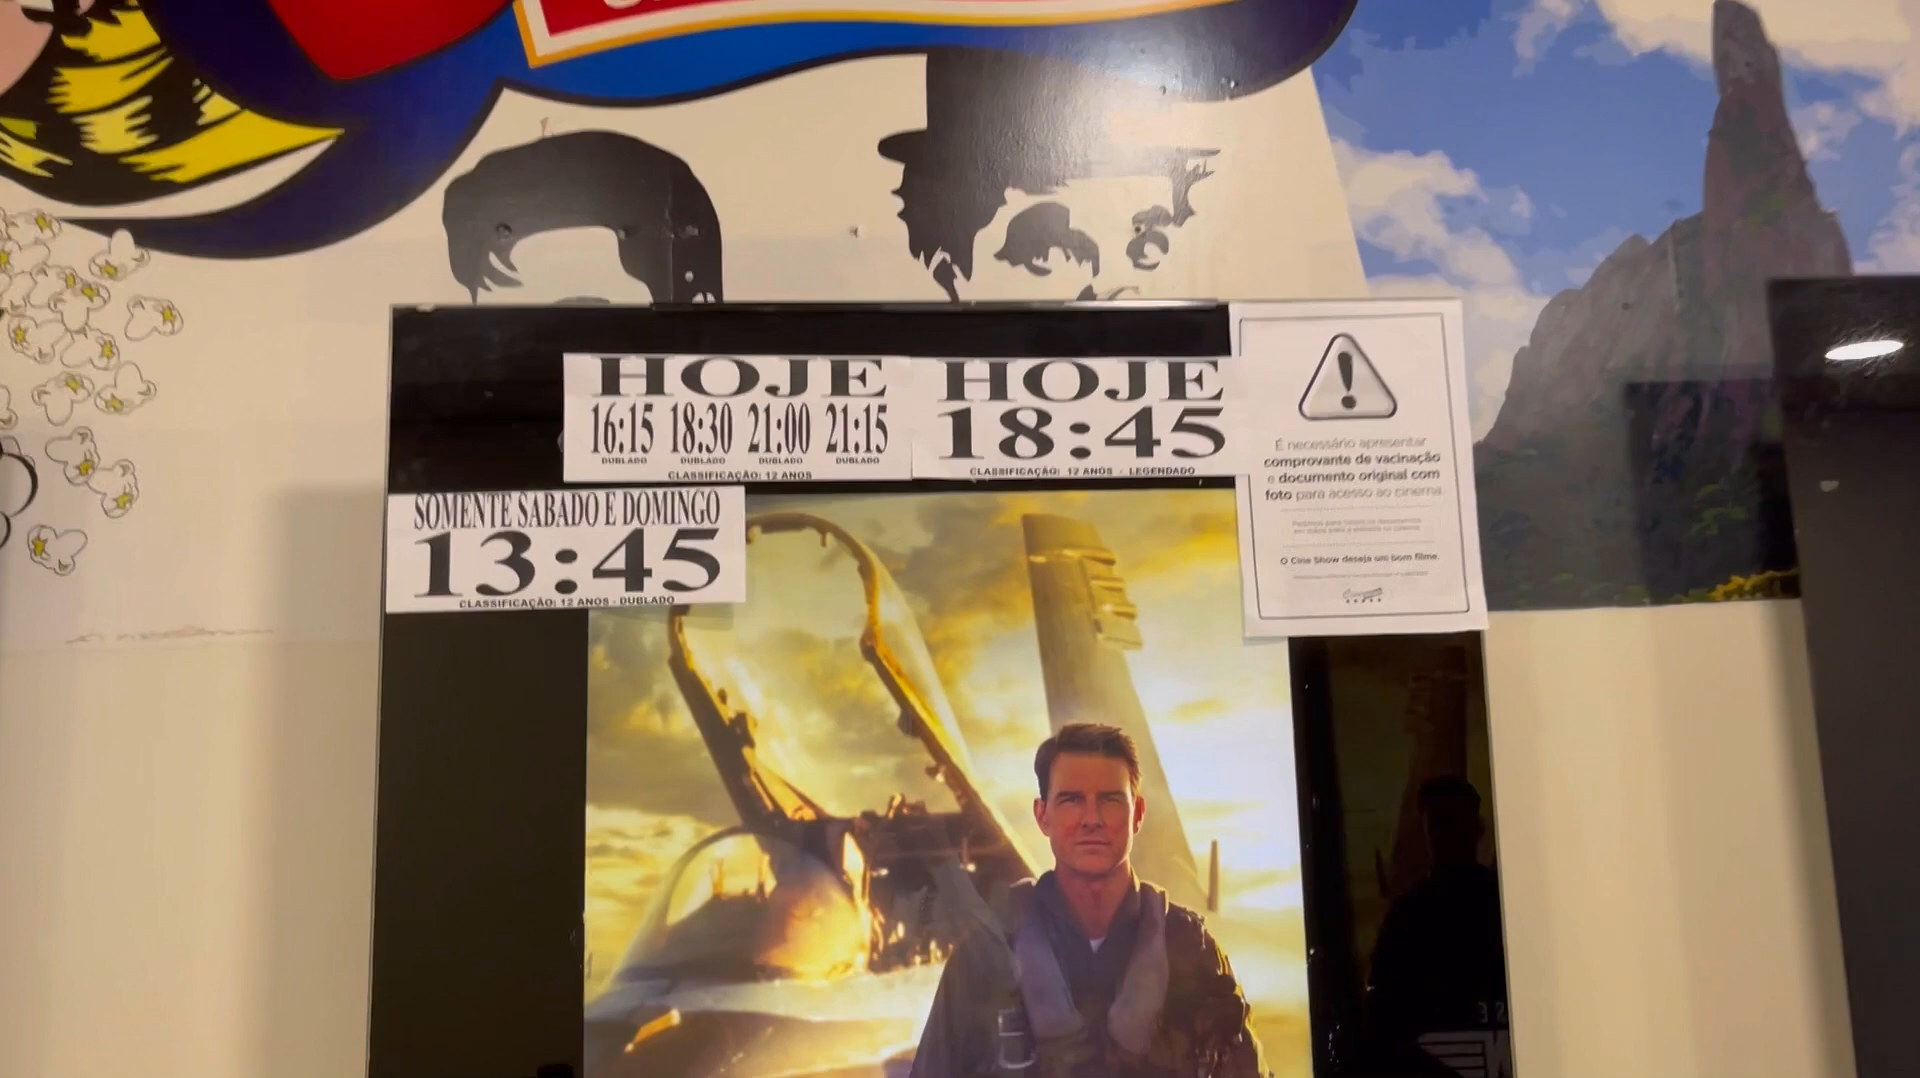 HOJE
16:15 18:30 21:00 21:15
DUBLADO DUBLADO DUBLADO DUBLADO
CLASSIFICAÇÃO: 12 ANOS
HOJE
18:45
CLASSIFICAÇÃO: 12 ANOS - LEGENDADO
SOMENTE SABADO E DOMINGO
13:45
CLASSIFICAÇÃO: 12 ANOS - DUBLADO
É necessário apresentar
comprovante de vacinação
e documento original com
foto para acesso ao cinema
O Cine Show deseja um bom filme.